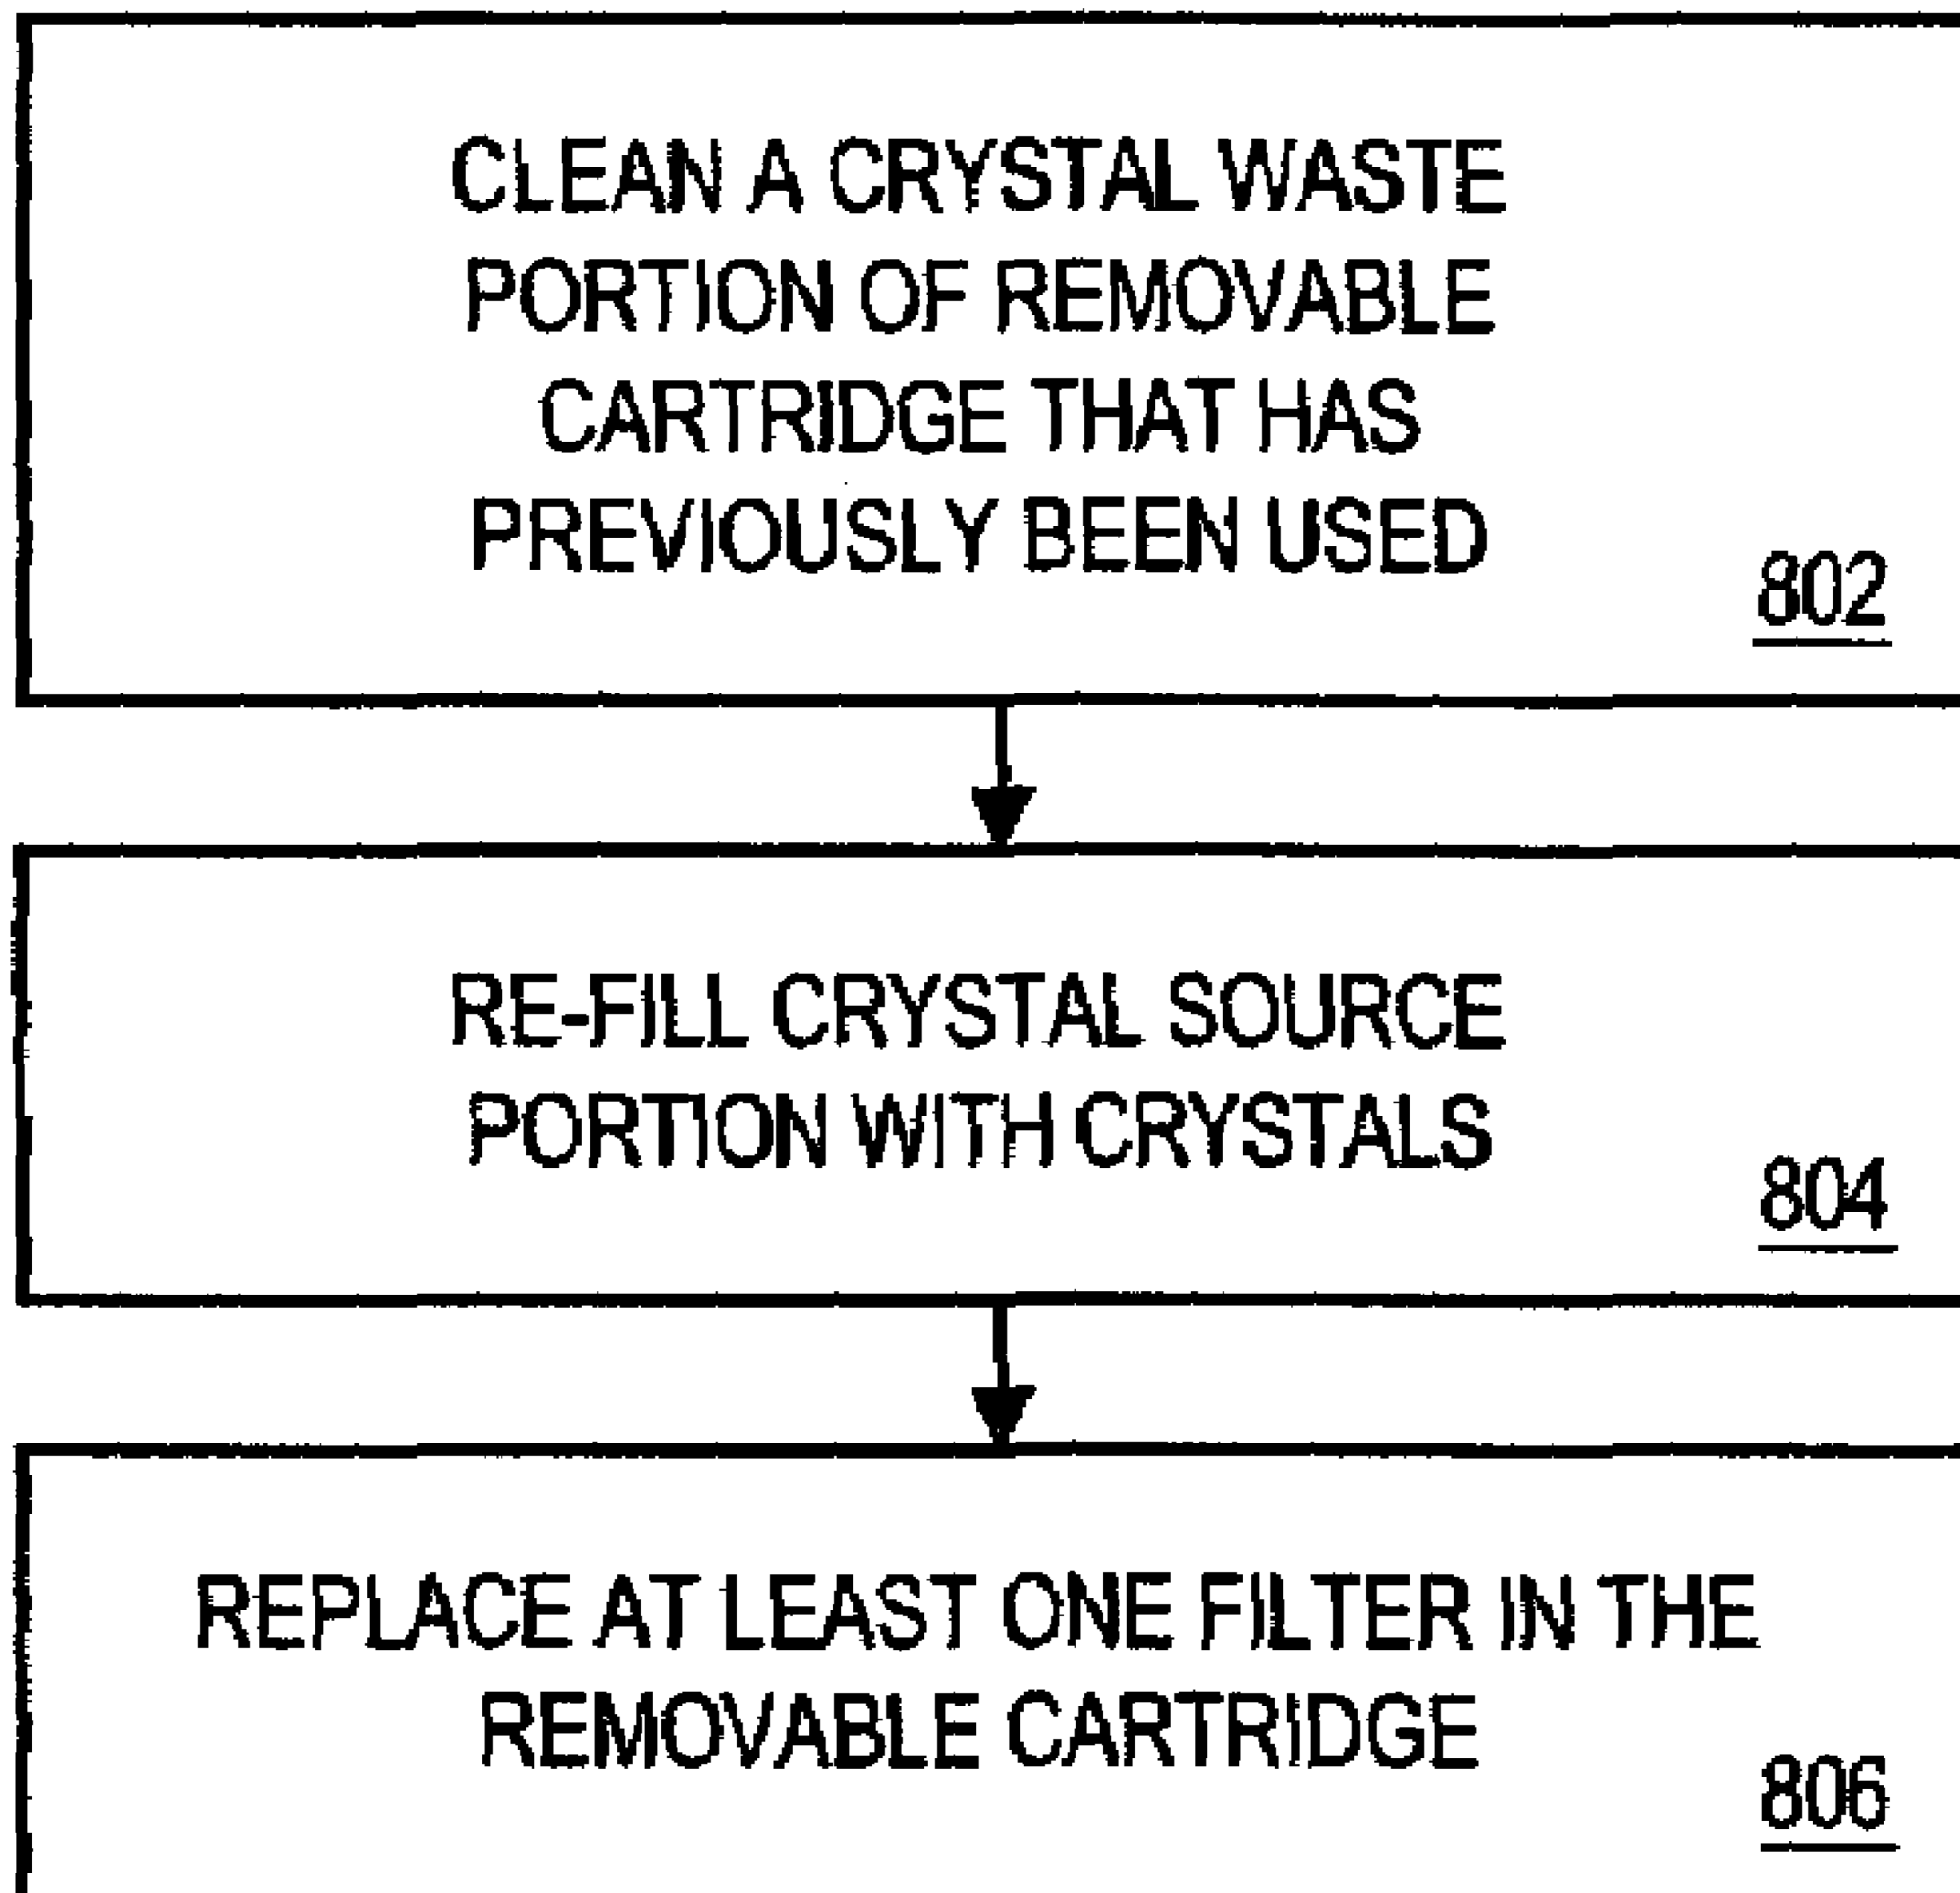 CLEAN A CRYSTAL WASTE
PORTION OF REMOVABLE
CARTRIDGE THAT HAS
PREVIOUSLY BEEN USED
802
RE-FILL CRYSTAL SOURCE
PORTION WITH CRYSTALS
804
REPLACE AT LEAST ONE FILTER IN THE
REMOVABLE CARTRIDGE
806